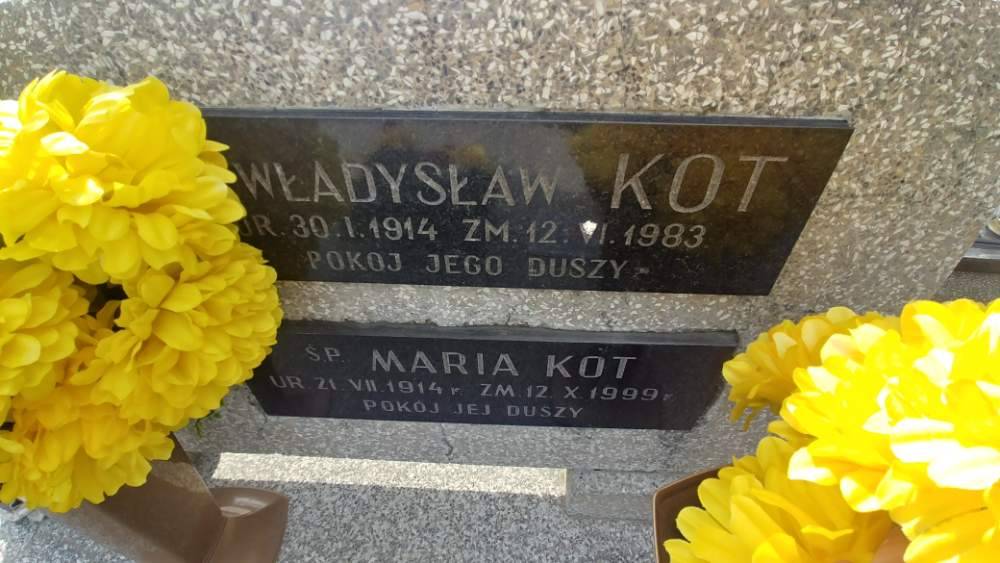 WŁADYSŁAW KOT
UR. 30.I.1914 ZM. 12.VI.1983
POKOJ JEGO DUSZY
ŚP. MARIA KOT
UR 21.VII.1914 r ZM.12.X 1999 r
POKÓJ JEJ DUSZY